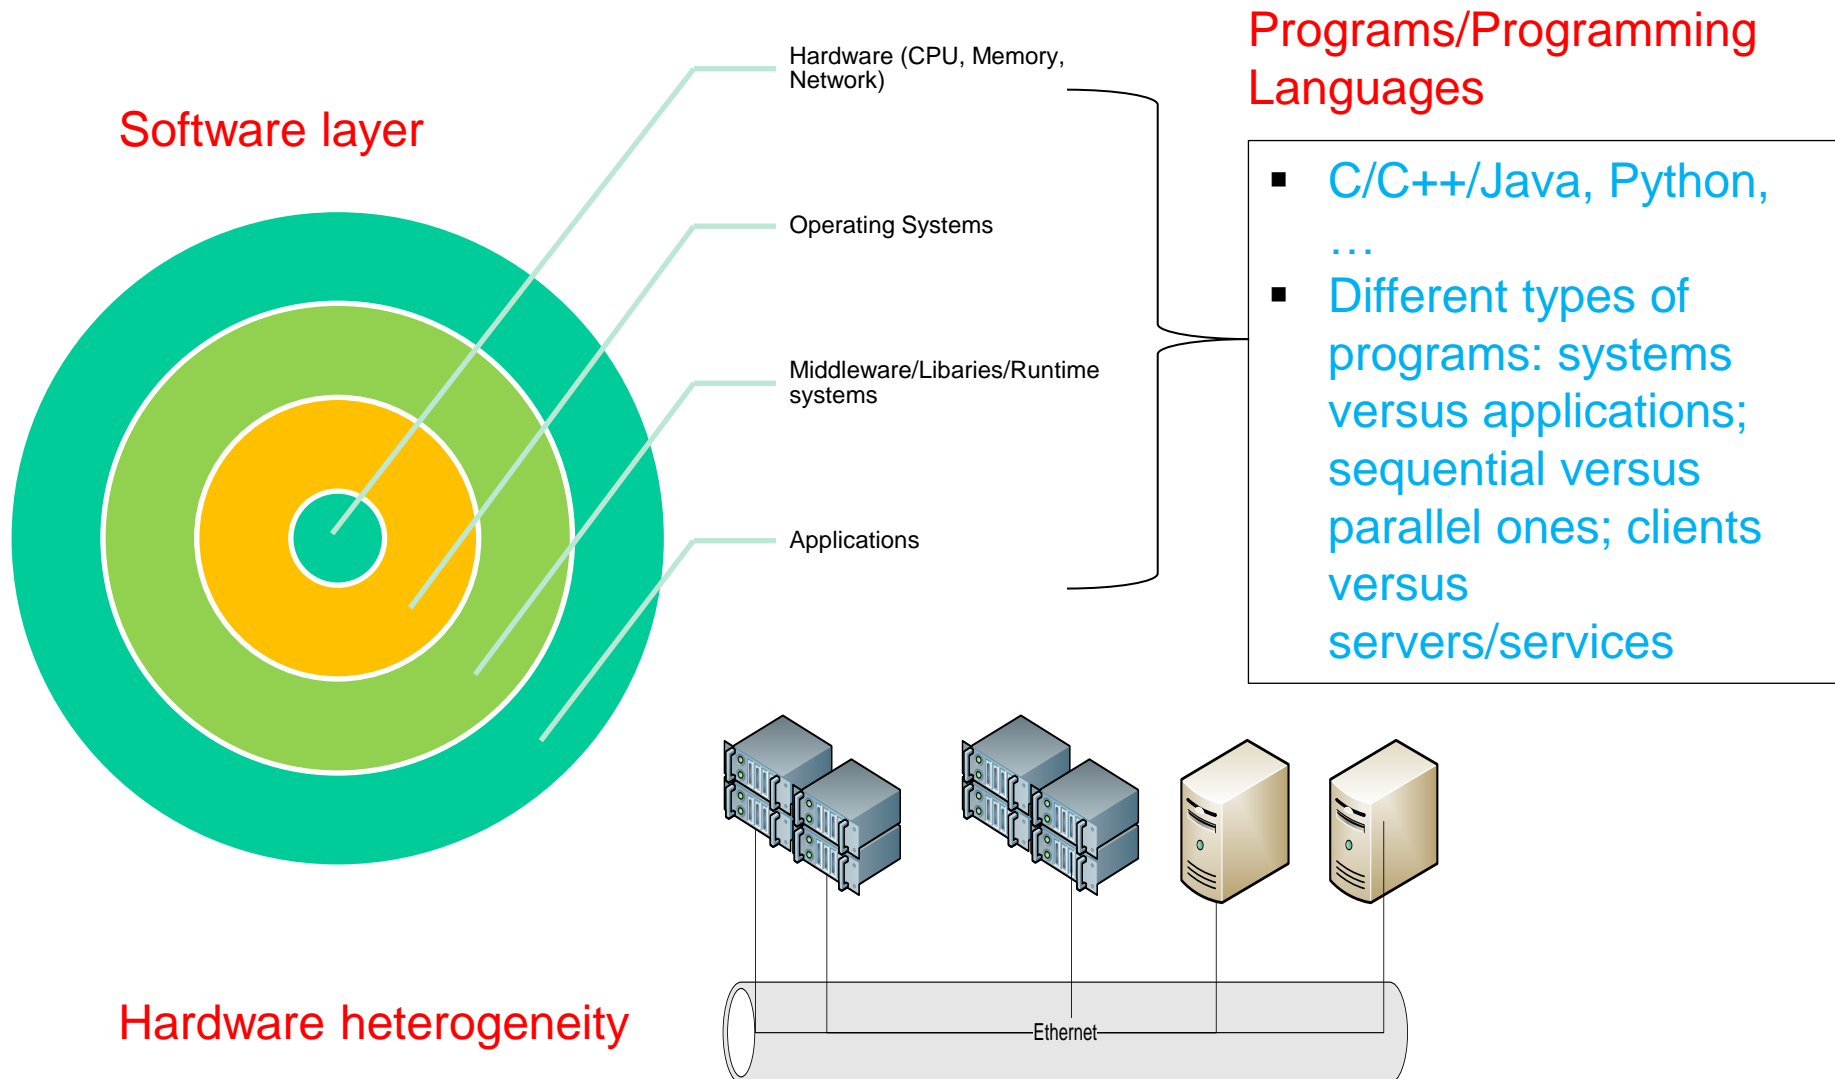 Software layer
Hardware (CPU, Memory,
Network)
Operating Systems
Middleware/Libaries/Runtime
systems
Applications
Programs/Programming
Languages
▪ C/C++/Java, Python,
…
▪ Different types of
programs: systems
versus applications;
sequential versus
parallel ones; clients
versus
servers/services
Hardware heterogeneity
Ethernet